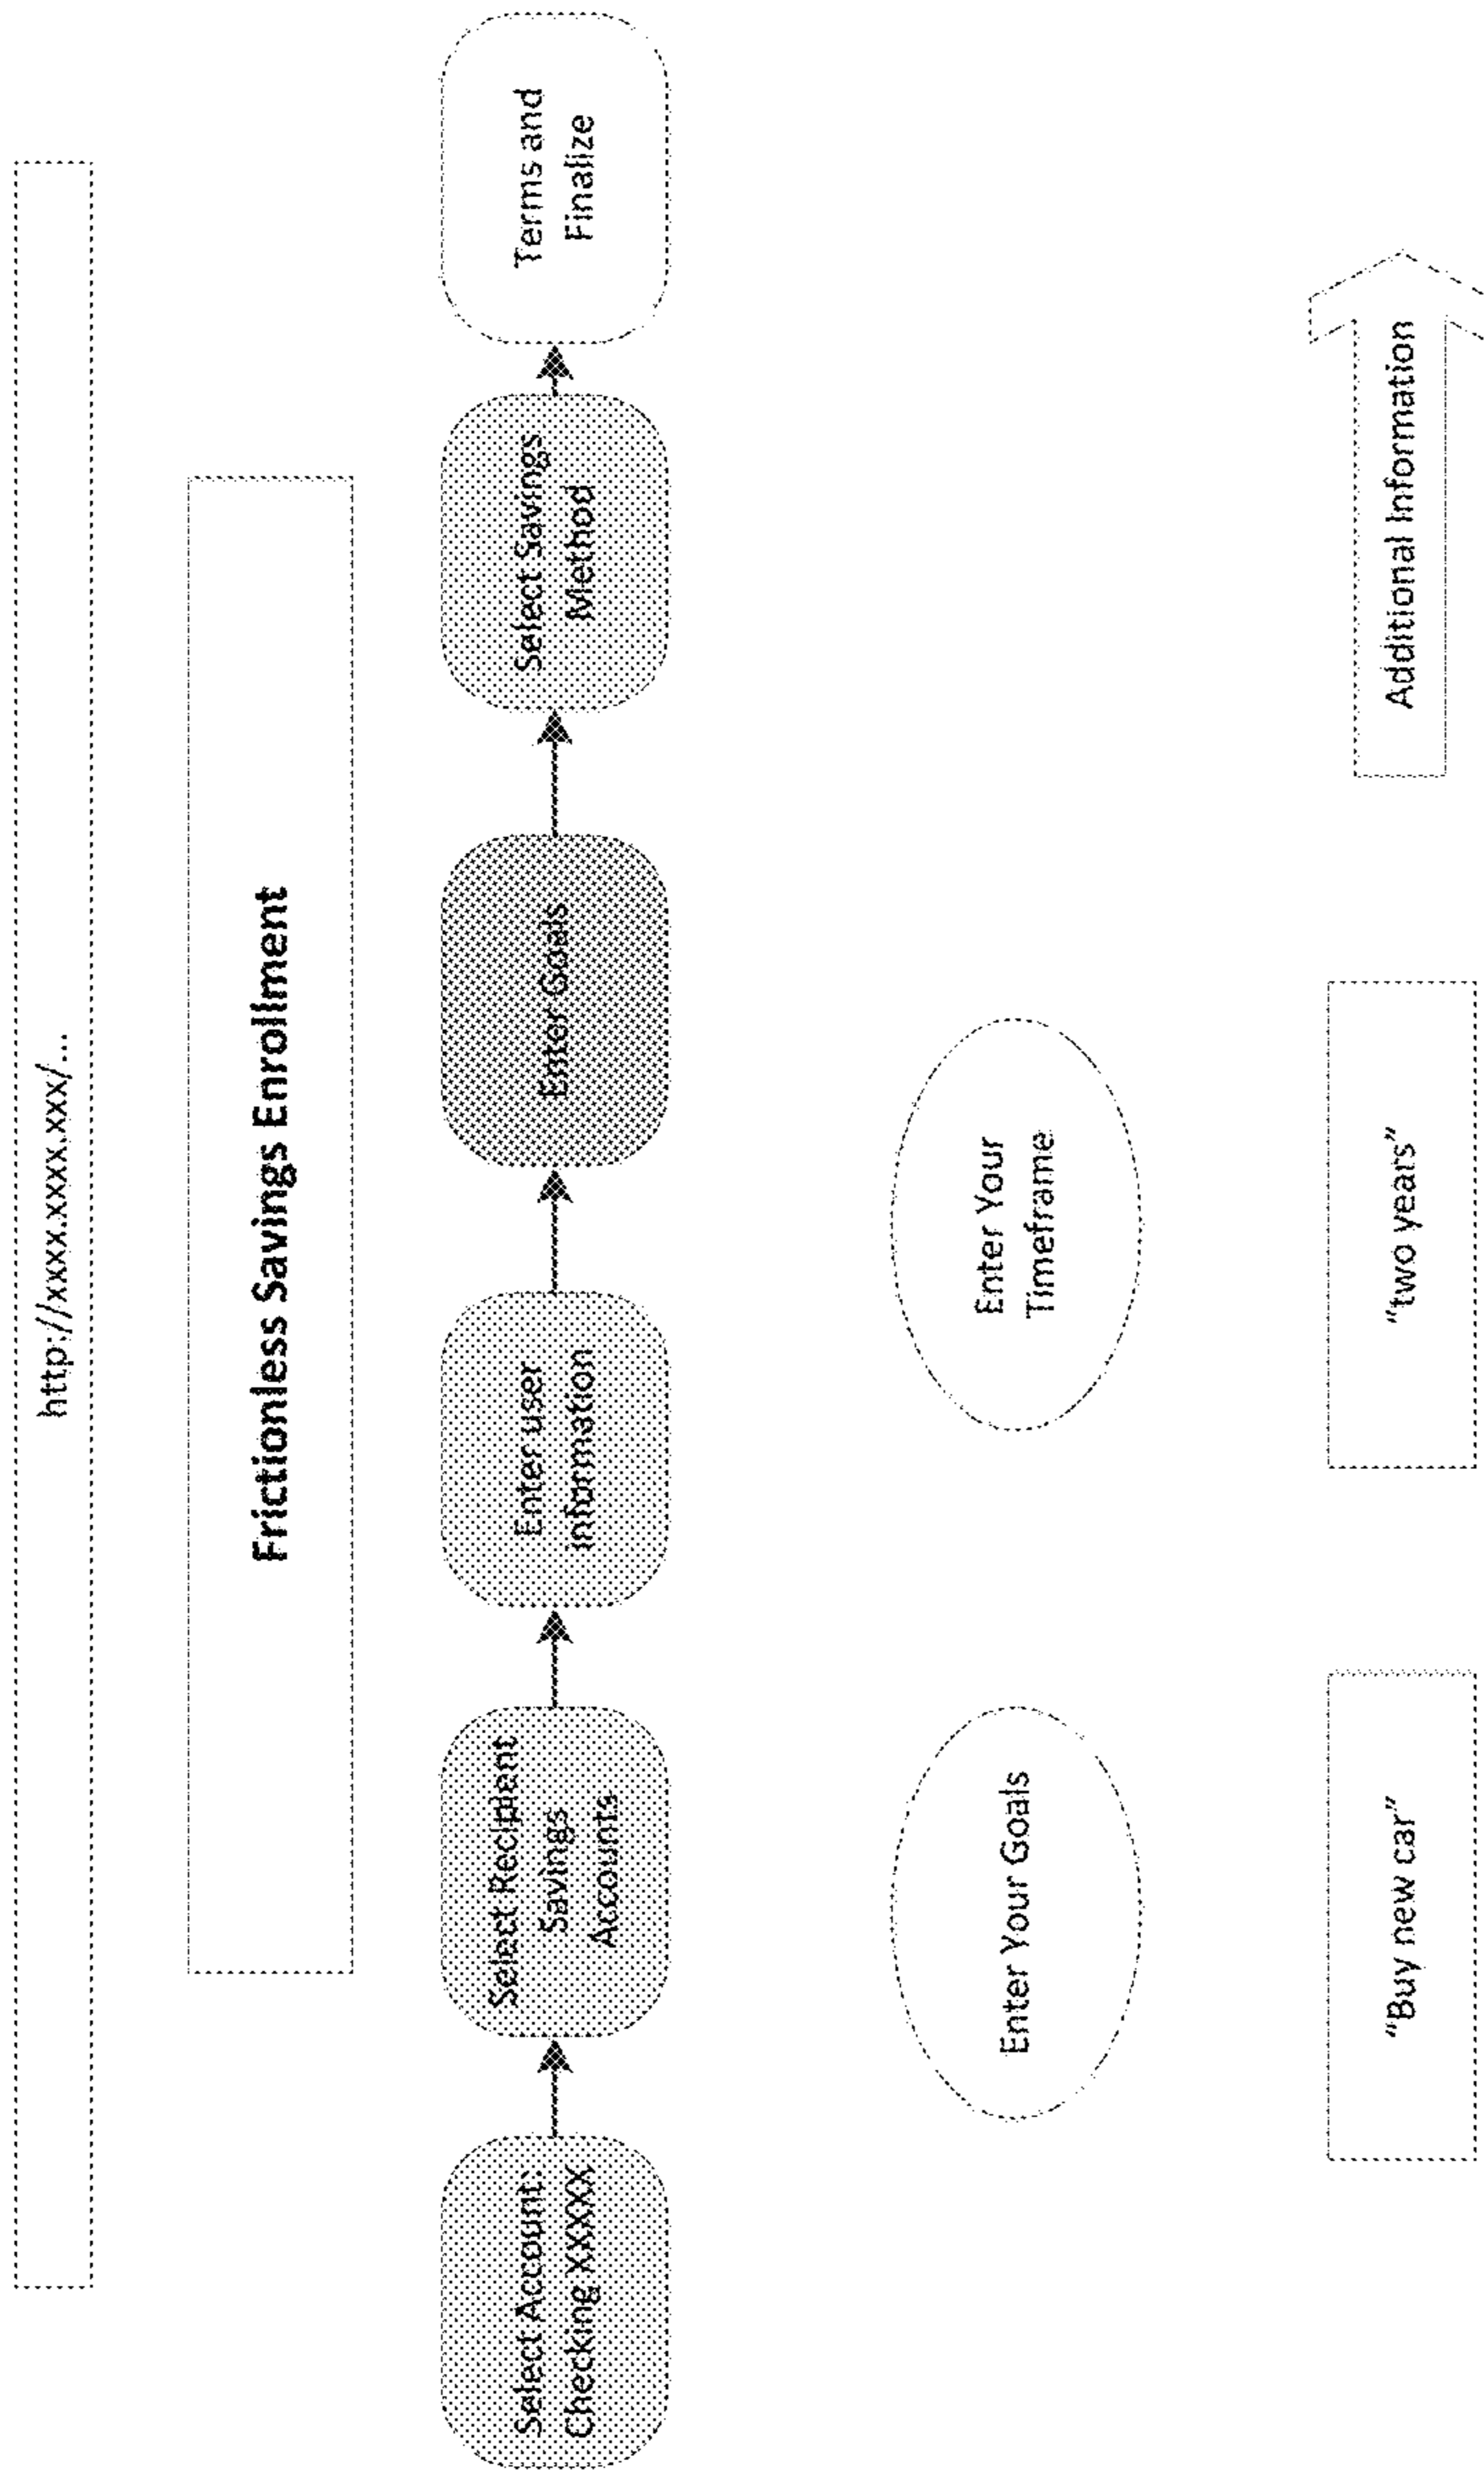 http://xxxx.xxxx.xxx/...
Frictionless Savings Enrollment
Select Account:
Checking XXXX
Select Recipient
Savings
Accounts
Enter user
information
Enter Goals
Select Savings
Method
Terms and
Finalize
Enter Your Goals
Enter Your
Timeframe
“Buy new car”
“two years”
Additional Information